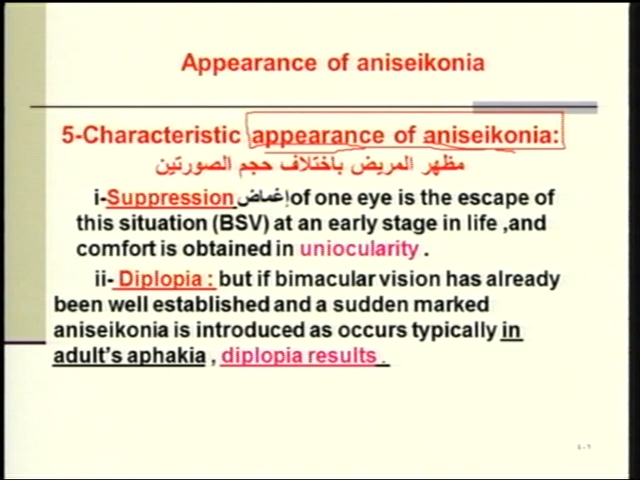 Appearance of aniseikonia
5-Characteristic appearance of aniseikonia:
مظهر المريض باختلاف حجم الصورتين
i-Suppression إغماض of one eye is the escape of
this situation (BSV) at an early stage in life ,and
comfort is obtained in uniocularity .
ii- Diplopia : but if bimacular vision has already
been well established and a sudden marked
aniseikonia is introduced as occurs typically in
adult's aphakia , diplopia results .